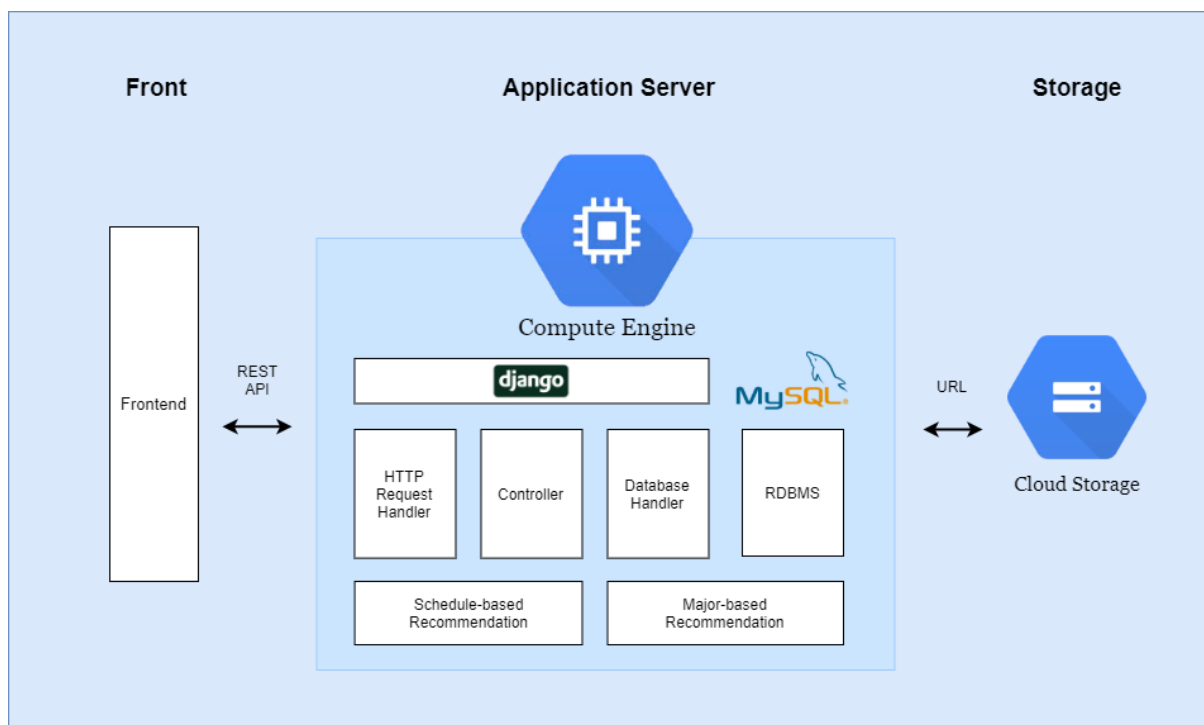 Front
Application Server
Storage
Compute Engine
REST
API
Frontend
django
MySQL®
URL
HTTP
Request
Handler
Controller
Database
Handler
RDBMS
Cloud Storage
Schedule-based
Recommendation
Major-based
Recommendation